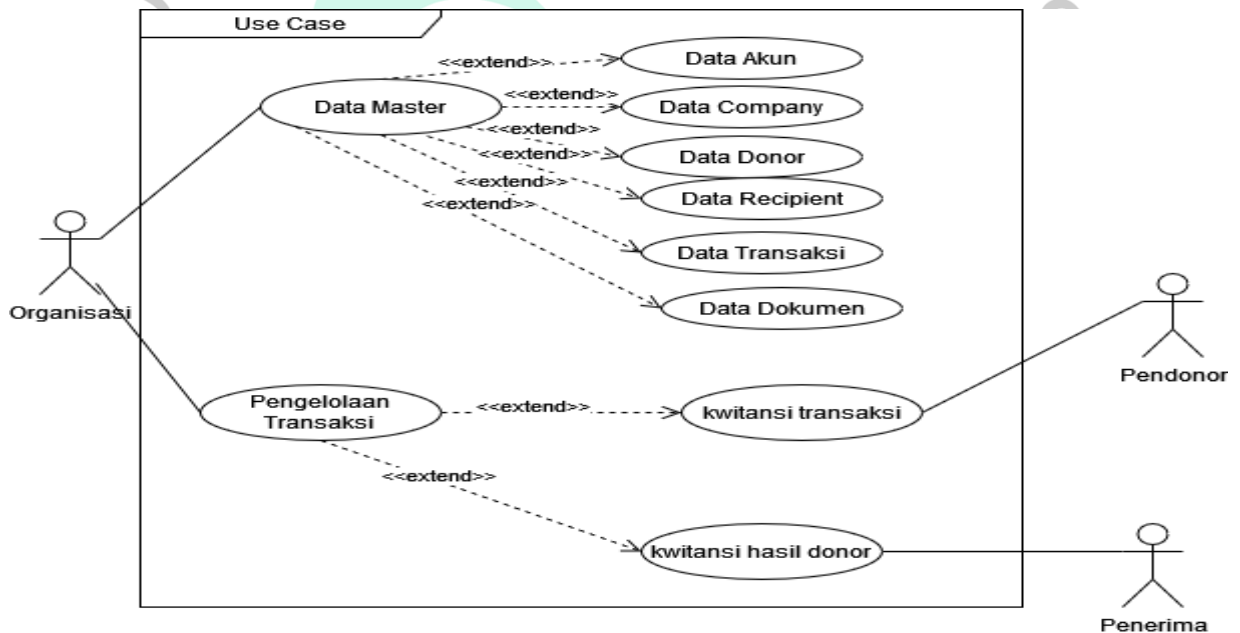 Use Case
<<extend>>
Data Akun
Data Master
<<extend>>
Data Company
<<extend>>
Data Donor
<<extend>>
<<extend>>
Data Recipient
<<extend>>
Data Transaksi
Data Dokumen
Organisasi
Pendonor
Pengelolaan
Transaksi
<<extend>>
kwitansi transaksi
<<extend>>
kwitansi hasil donor
Penerima